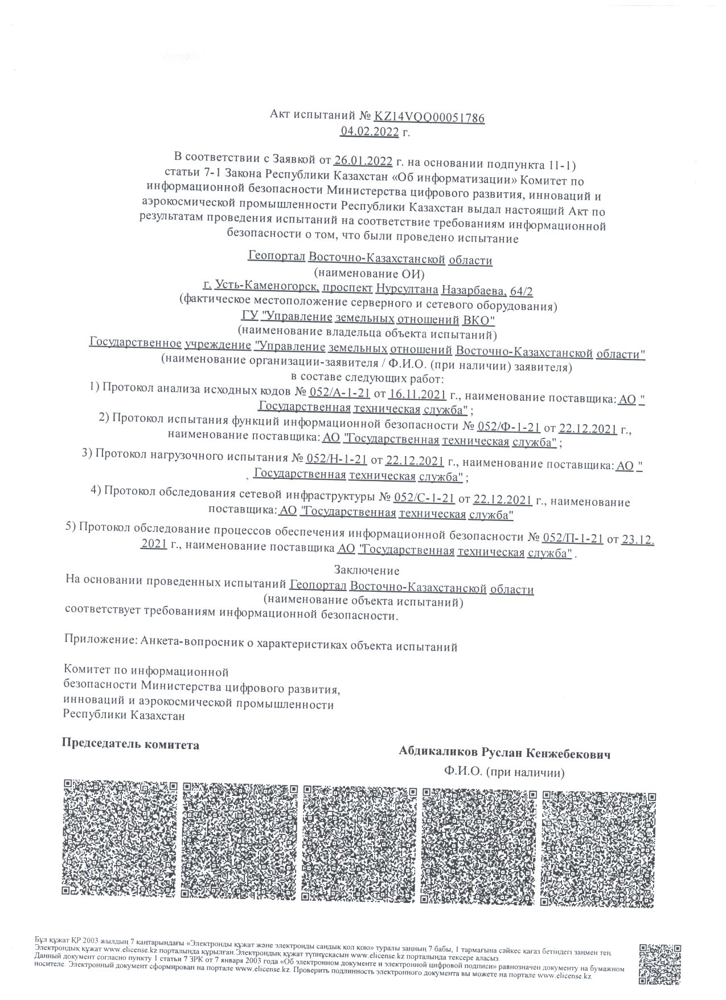 Акт испытаний № KZ14VQQ00051786
04.02.2022 г.
В соответствии с Заявкой от 26.01.2022 г. на основании подпункта 11-1)
статьи 7-1 Закона Республики Казахстан «Об информатизации» Комитет по
информационной безопасности Министерства цифрового развития, инноваций и
аэрокосмической промышленности Республики Казахстан выдал настоящий Акт по
результатам проведения испытаний на соответствие требованиям информационной
безопасности о том, что были проведено испытание
Геопортал Восточно-Казахстанской области
(наименование ОИ)
г. Усть-Каменогорск, проспект Нурсултана Назарбаева, 64/2
(фактическое местоположение серверного и сетевого оборудования)
ГУ "Управление земельных отношений ВКО"
(наименование владельца объекта испытаний)
Государственное учреждение "Управление земельных отношений Восточно-Казахстанской области"
(наименование организации-заявителя / Ф.И.О. (при наличии) заявителя)
в составе следующих работ:
1) Протокол анализа исходных кодов № 052/А-1-21 от 16.11.2021 г., наименование поставщика: АО "
Государственная техническая служба" ;
2) Протокол испытания функций информационной безопасности № 052/Ф-1-21 от 22.12.2021 г.,
наименование поставщика: АО "Государственная техническая служба" ;
3) Протокол нагрузочного испытания № 052/Н-1-21 от 22.12.2021 г., наименование поставщика: АО "
Государственная техническая служба" ;
4) Протокол обследования сетевой инфраструктуры № 052/С-1-21 от 22.12.2021 г., наименование
поставщика: АО "Государственная техническая служба"
5) Протокол обследование процессов обеспечения информационной безопасности № 052/П-1-21 от 23.12.
2021 г., наименование поставщика АО "Государственная техническая служба" .
Заключение
На основании проведенных испытаний Геопортал Восточно-Казахстанской области
(наименование объекта испытаний)
соответствует требованиям информационной безопасности.
Приложение: Анкета-вопросник о характеристиках объекта испытаний
Комитет по информационной
безопасности Министерства цифрового развития,
инноваций и аэрокосмической промышленности
Республики Казахстан
Председатель комитета
Абдикаликов Руслан Кенжебекович
Ф.И.О. (при наличии)
Бұл құжат ҚР 2003 жылдың 7 қаңтарындағы «Электронды құжат және электронды сандық қол қою» туралы заңның 7 бабы, 1 тармағына сәйкес қағаз бетіндегі заңмен тең.
Электрондық құжат www.elicense.kz порталында құрылған.Электрондық құжат түпнұсқасын www.elicense.kz порталында тексере аласыз.
Данный документ согласно пункту 1 статьи 7 ЗРК от 7 января 2003 года «Об электронном документе и электронной цифровой подписи» равнозначен документу на бумажном
носителе. Электронный документ сформирован на портале www.elicense.kz. Проверить подлинность электронного документа вы можете на портале www.elicense.kz.